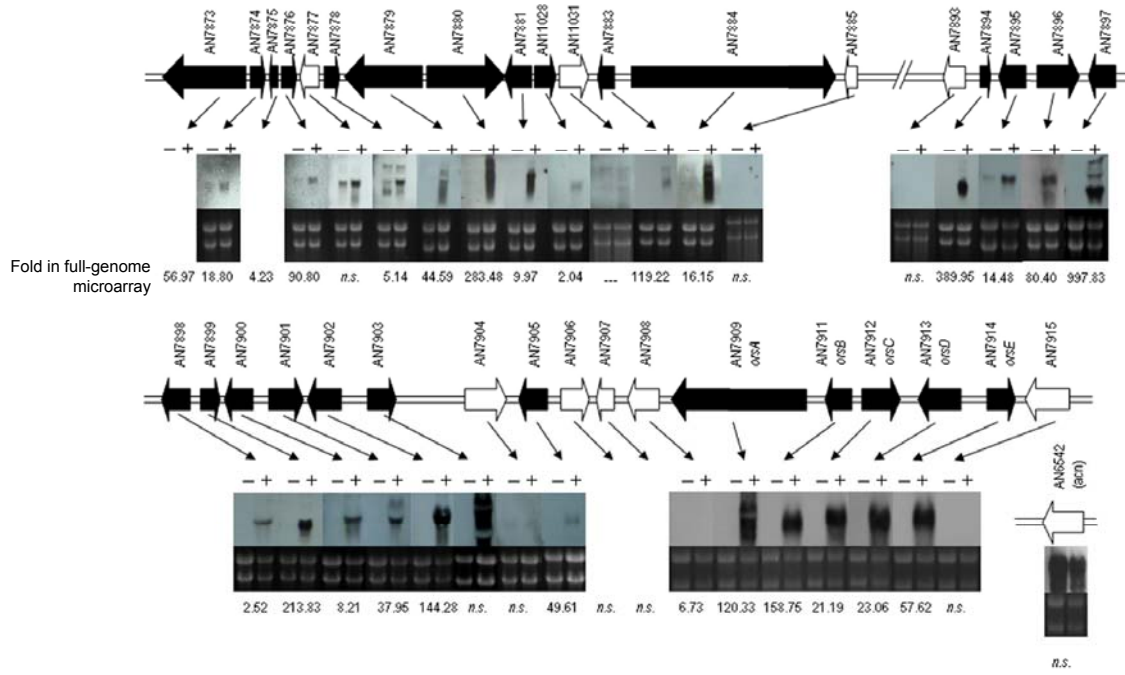 AN7873 AN7874 AN7875 AN7876 AN7877 AN7878 AN7879 AN7880 AN7881 AN11028 AN11031 AN7883 AN7884 AN7885 AN7893 AN7894 AN7895 AN7896 AN7897
− + − + − + − + − + − + − + − + − + − + − + − + − + − + − + − + − + − +
Fold in full-genome
microarray
56.97 18.80 4.23 90.80 n.s. 5.14 44.59 283.48 9.97 2.04 --- 119.22 16.15 n.s. n.s. 389.95 14.48 80.40 997.83
AN7898 AN7899 AN7900 AN7901 AN7902 AN7903 AN7904 AN7905 AN7906 AN7907 AN7908 AN7909 orsA AN7911 orsB AN7912 orsC AN7913 orsD AN7914 orsE AN7915
− + − + − + − + − + − + − + − + − + − + − + − + − + − +
AN6542
(acn)
2.52 213.83 8.21 37.95 144.28 n.s. n.s. 49.61 n.s. n.s. 6.73 120.33 158.75 21.19 23.06 57.62 n.s.
n.s.